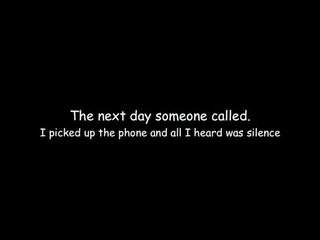 The next day someone called.
I picked up the phone and all I heard was silence